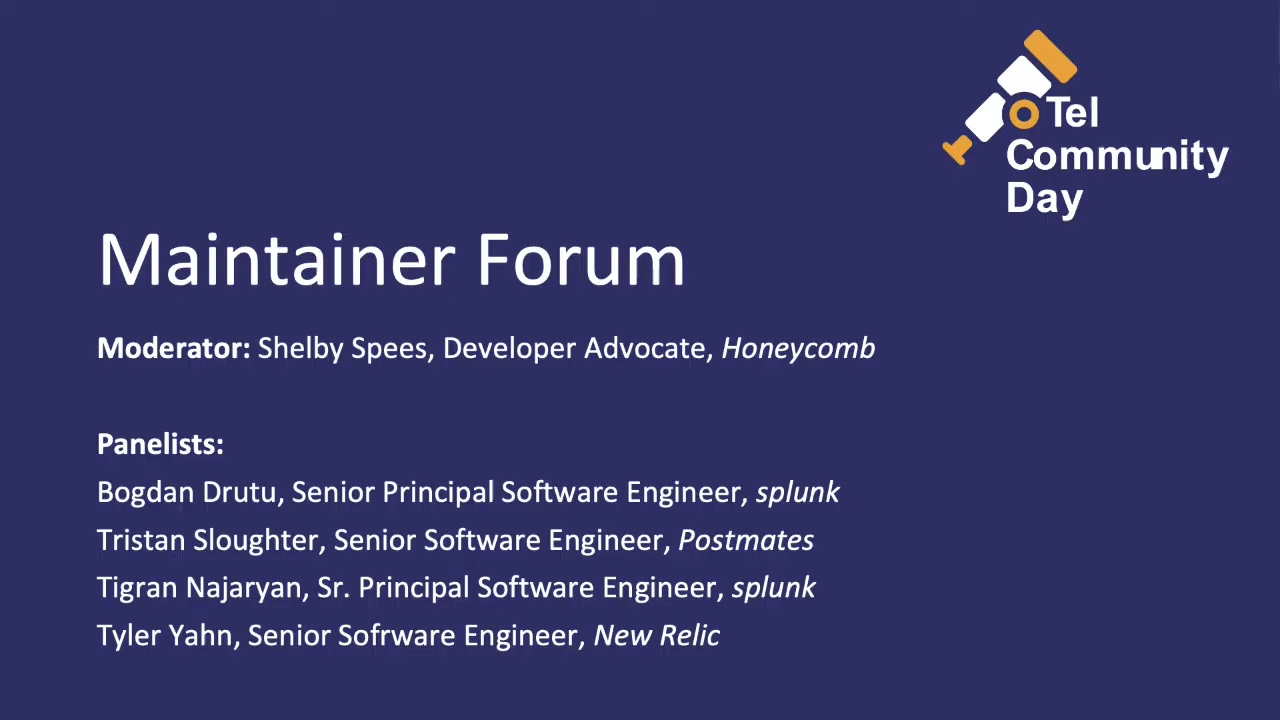 OTel
Community
Day
Maintainer Forum
Moderator: Shelby Spees, Developer Advocate, Honeycomb
Panelists:
Bogdan Drutu, Senior Principal Software Engineer, splunk
Tristan Sloughter, Senior Software Engineer, Postmates
Tigran Najaryan, Sr. Principal Software Engineer, splunk
Tyler Yahn, Senior Sofrware Engineer, New Relic